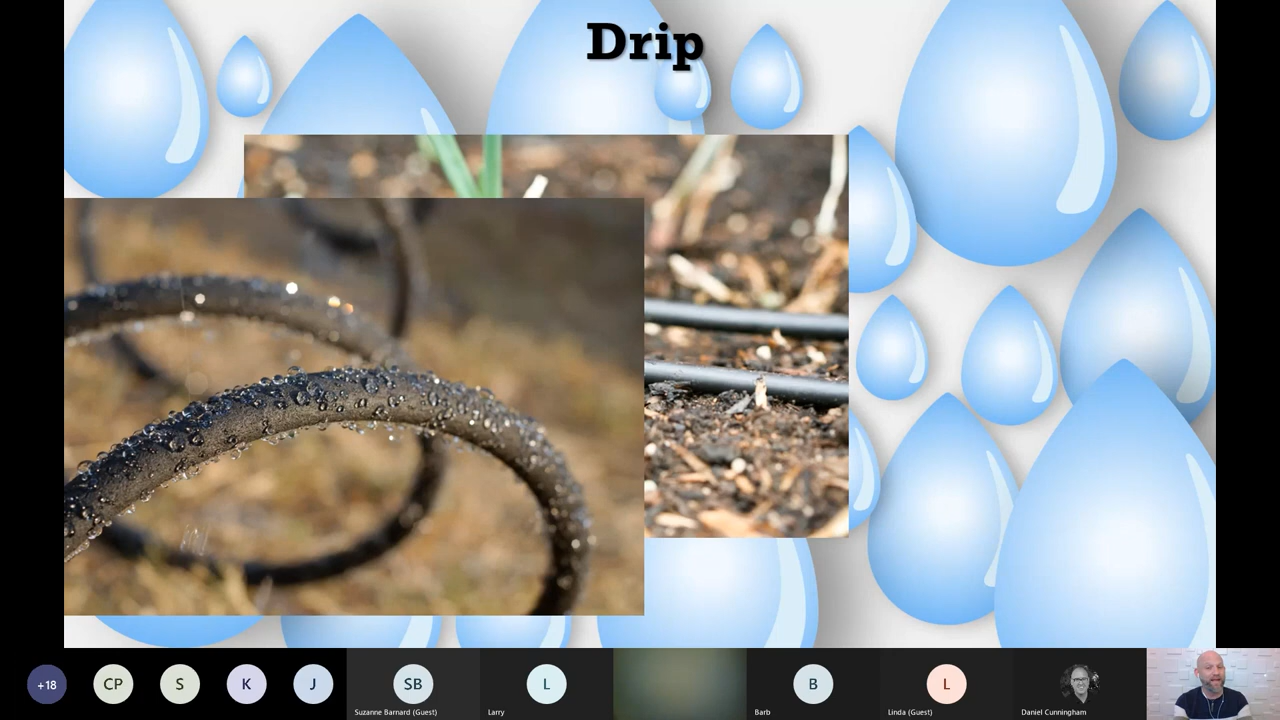 Drip
+18
CP
S
K
J
SB
L
B
L
Suzanne Barnard (Guest)
Larry
Barb
Linda (Guest)
Daniel Cunningham